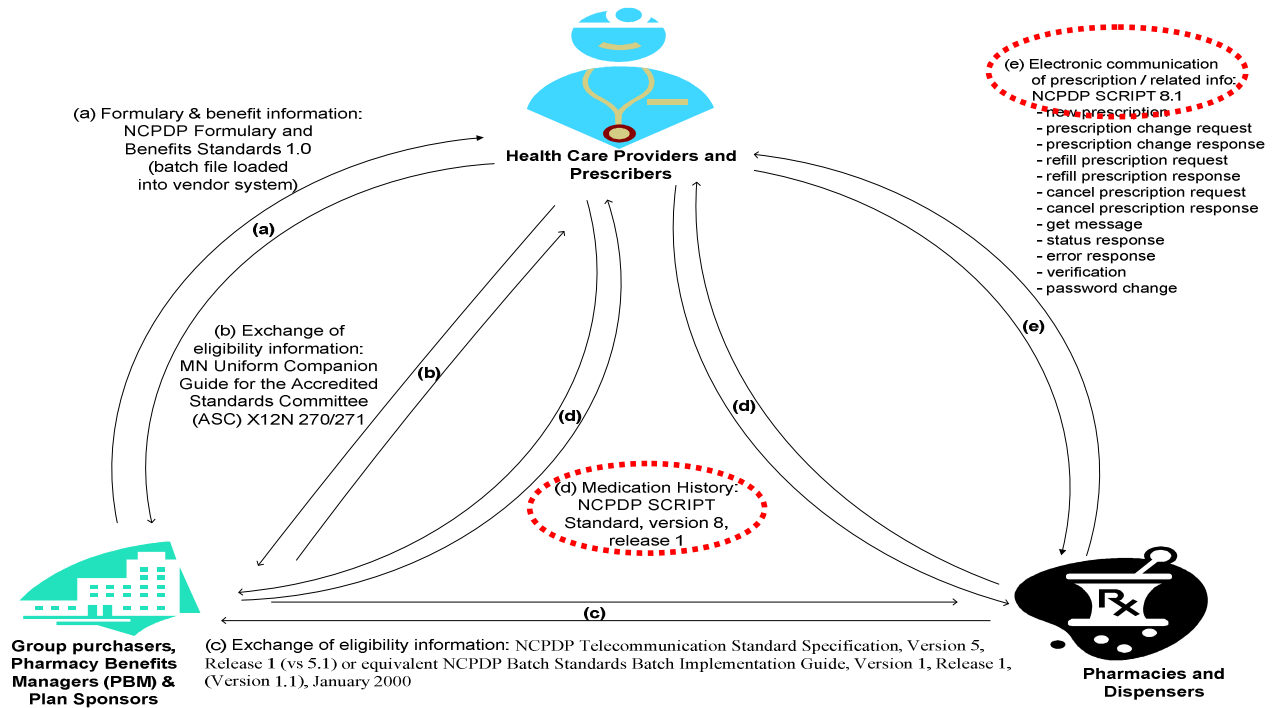 (e) Electronic communication
of prescription / related info:
NCPDP SCRIPT 8.1
- new prescription
- prescription change request
- prescription change response
- refill prescription request
- refill prescription response
- cancel prescription request
- cancel prescription response
- get message
- status response
- error response
- verification
- password change
(a) Formulary & benefit information:
NCPDP Formulary and
Benefits Standards 1.0
(batch file loaded
into vendor system)
Health Care Providers and
Prescribers
(a)
(e)
(b) Exchange of
eligibility information:
MN Uniform Companion
Guide for the Accredited
Standards Committee
(ASC) X12N 270/271
(b)
(d)
(d)
(d) Medication History:
NCPDP SCRIPT
Standard, version 8,
release 1
Rx
(c)
Group purchasers,
Pharmacy Benefits
Managers (PBM) &
Plan Sponsors
(c) Exchange of eligibility information: NCPDP Telecommunication Standard Specification, Version 5,
Release 1 (vs 5.1) or equivalent NCPDP Batch Standards Batch Implementation Guide, Version 1, Release 1,
(Version 1.1), January 2000
Pharmacies and
Dispensers